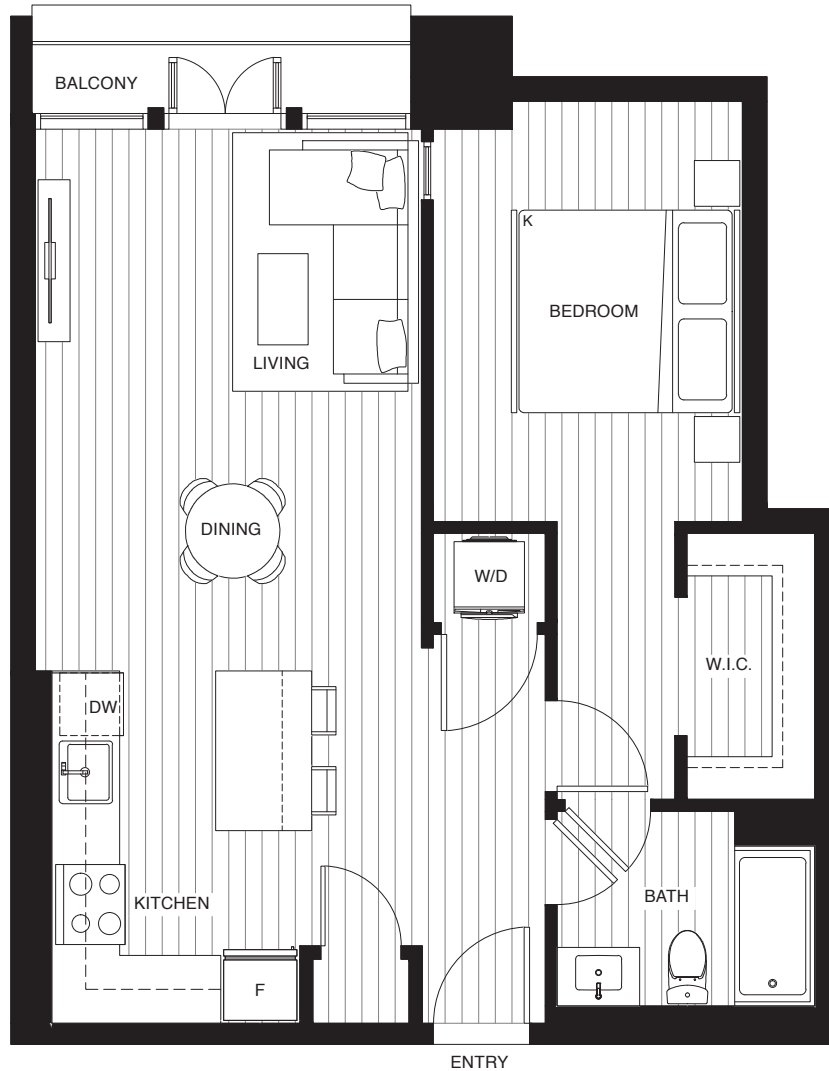 BALCONY
K
BEDROOM
LIVING
DINING
W/D
W.I.C.
DW
KITCHEN
BATH
F
ENTRY